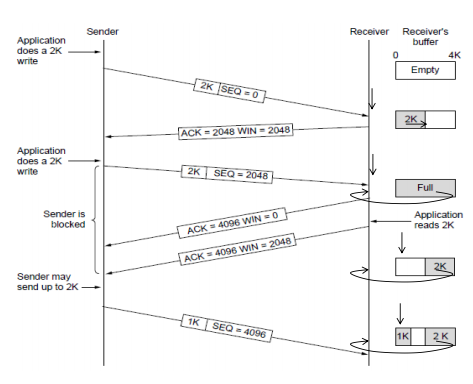 Sender
Receiver
Receiver's
buffer
Application
does a 2K
write
0 4K
Empty
2K SEQ = 0
2K
ACK = 2048 WIN = 2048
Application
does a 2K
write
2K SEQ = 2048
Full
Sender is
blocked
ACK = 4096 WIN = 0
Application
reads 2K
ACK = 4096 WIN = 2048
2K
Sender may
send up to 2K
1K SEQ = 4096
1K 2 K